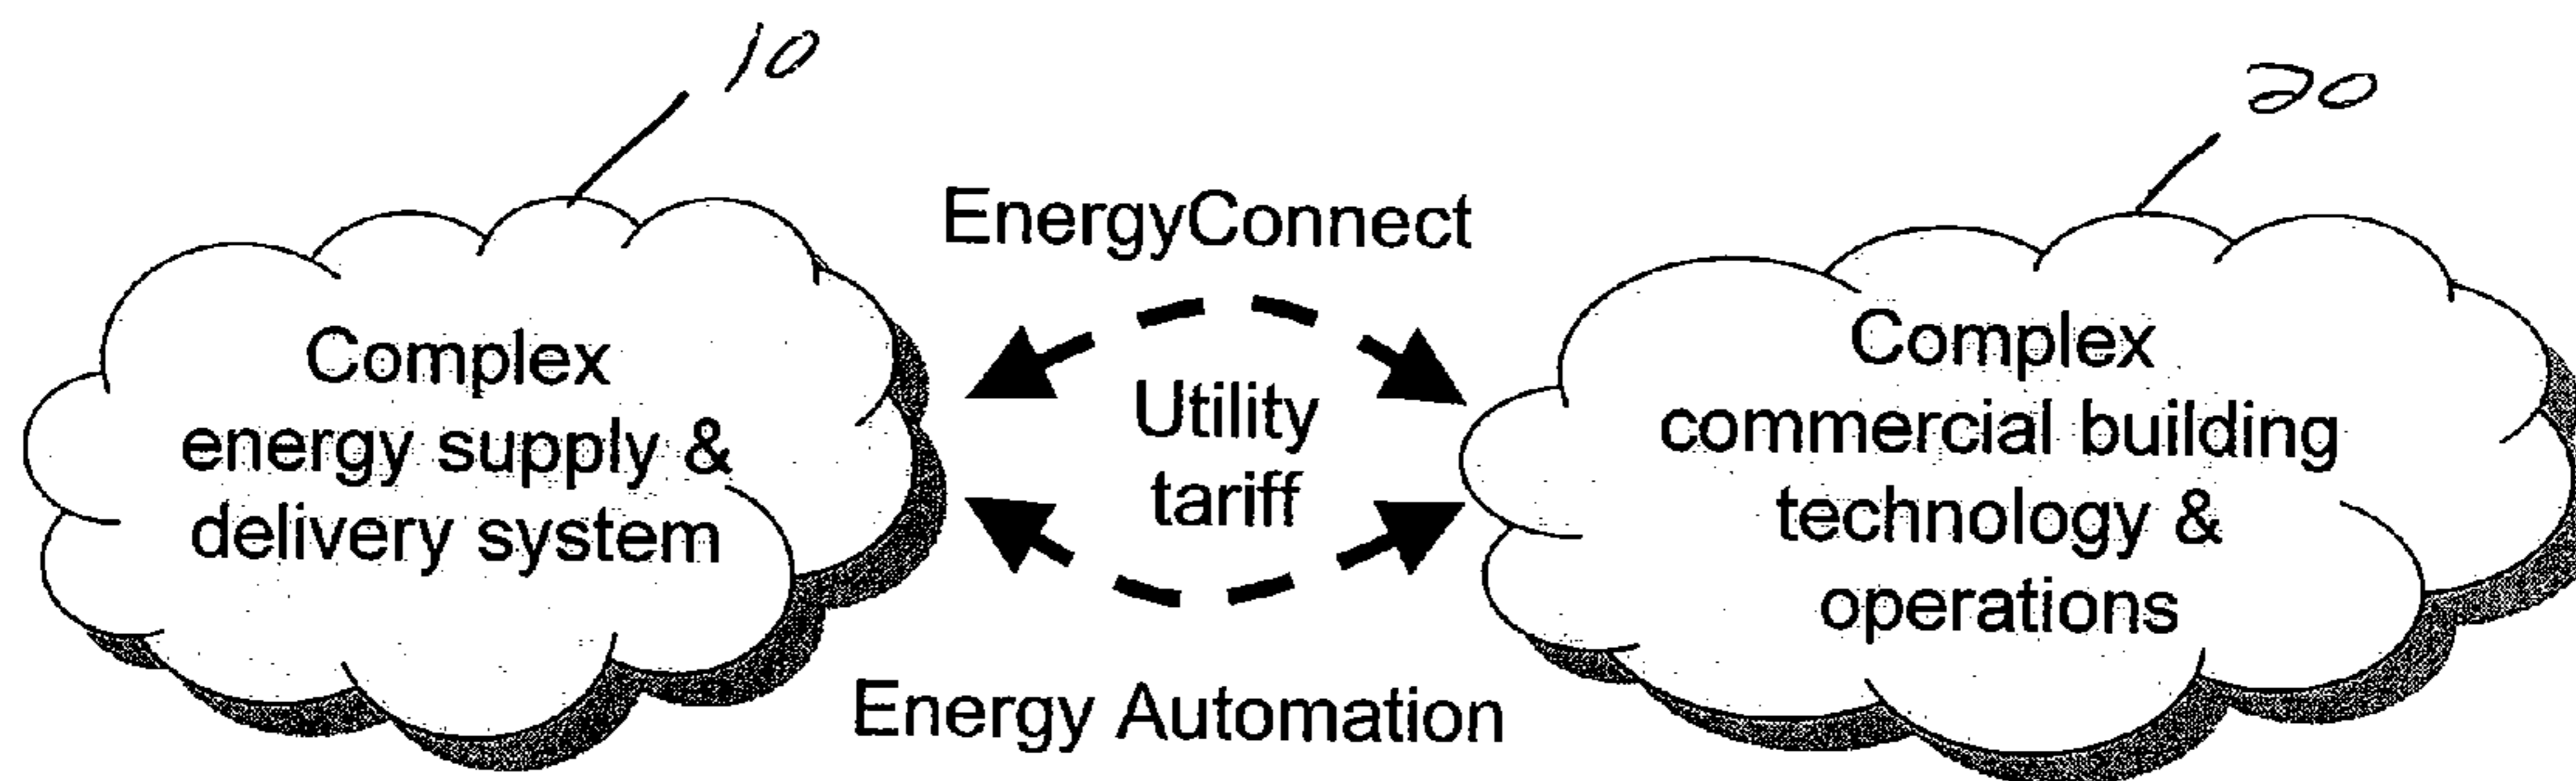 10
20
EnergyConnect
Complex
energy supply &
delivery system
Utility
tariff
Complex
commercial building
technology &
operations
Energy Automation